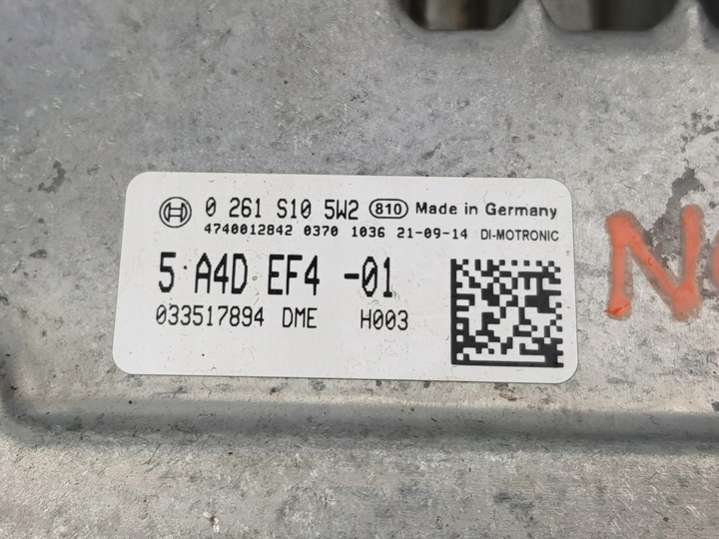 0 261 S10 5W2 810 Made in Germany
4740012842 0370 1036 21-09-14 DI-MOTRONIC
5 A4D EF4 -01
033517894 DME H003